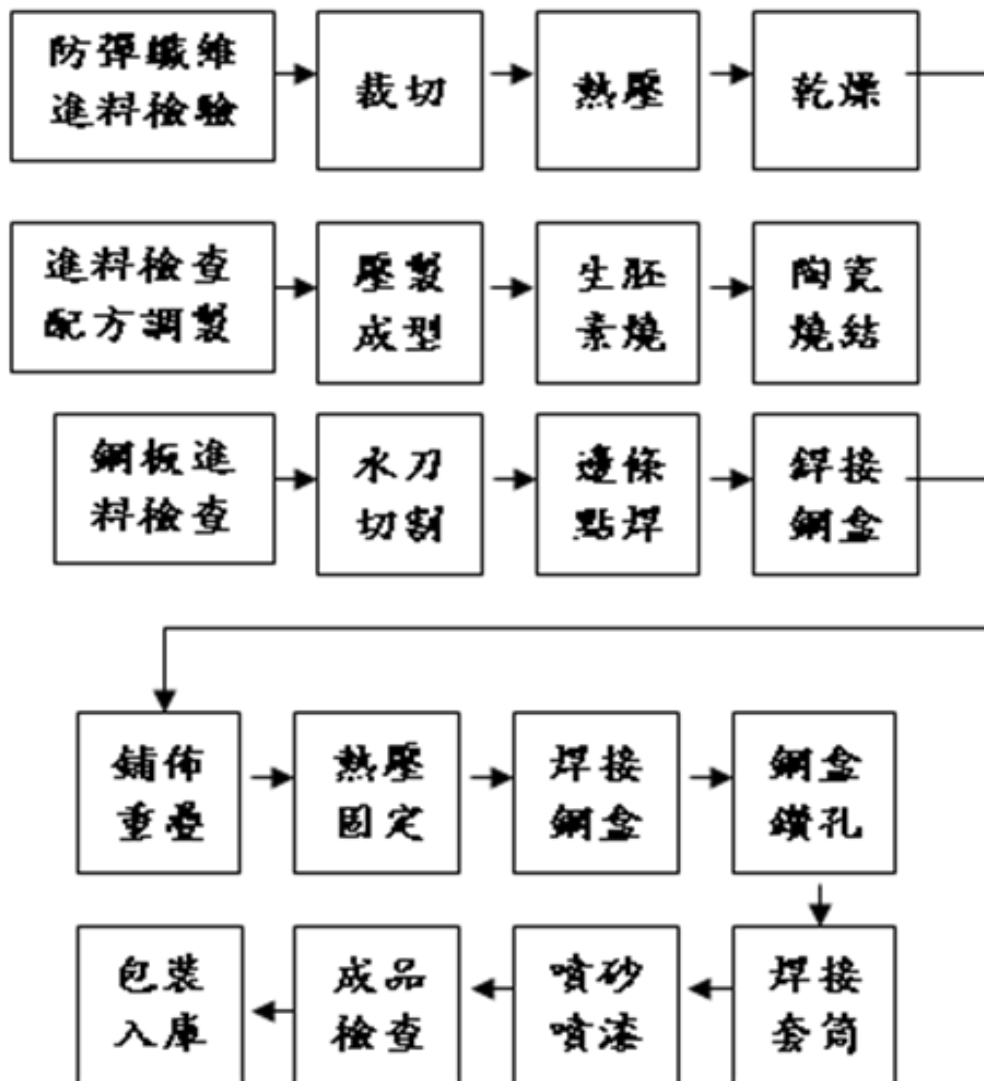 防彈纖維
進料檢驗
裁切
熱壓
乾燥
進料檢查
配方調製
壓製
成型
生胚
素燒
陶瓷
燒結
鋼板進
料檢查
水刀
切割
邊條
點焊
銲接
鋼盒
鋪佈
重疊
熱壓
固定
焊接
鋼盒
鋼盒
鑽孔
焊接
套筒
噴砂
噴漆
成品
檢查
包裝
入庫